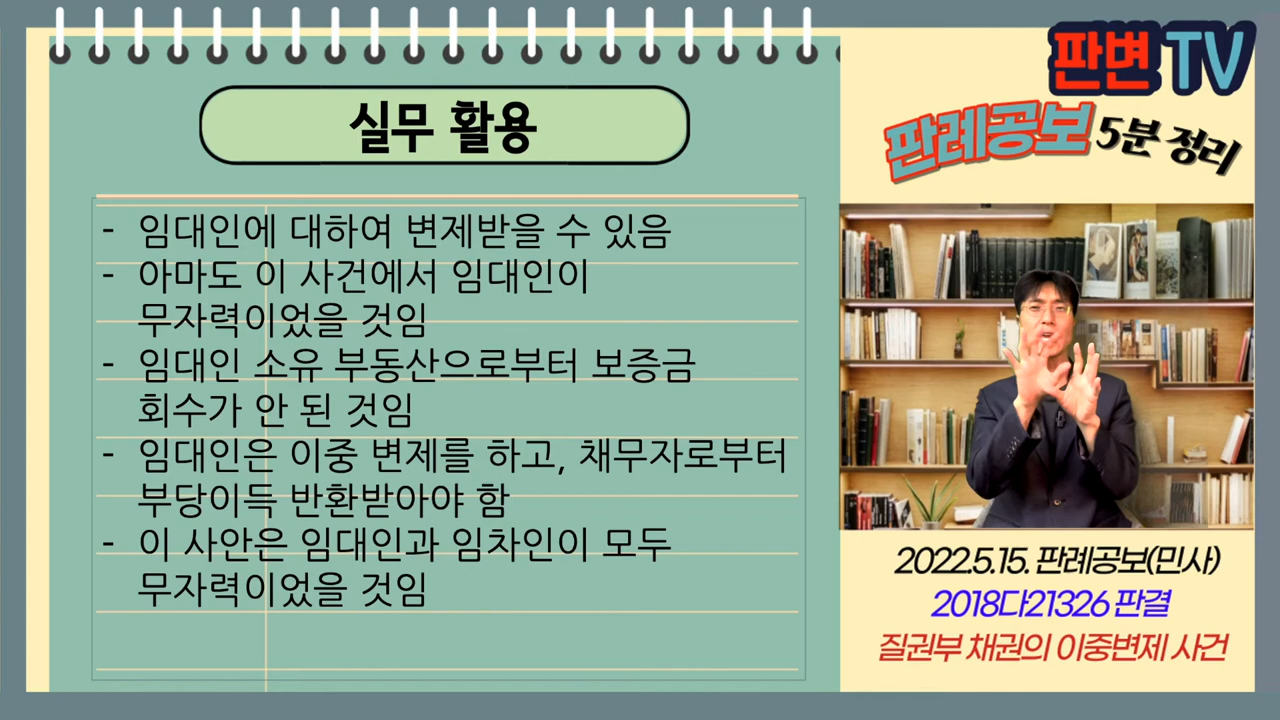 실무 활용
- 임대인에 대하여 변제받을 수 있음
- 아마도 이 사건에서 임대인이
무자력이었을 것임
- 임대인 소유 부동산으로부터 보증금
회수가 안 된 것임
- 임대인은 이중 변제를 하고, 채무자로부터
부당이득 반환받아야 함
- 이 사안은 임대인과 임차인이 모두
무자력이었을 것임
판변 TV
판례공보 5분 정리
2022.5.15. 판례공보(민사)
2018다21326 판결
질권부 채권의 이중변제 사건